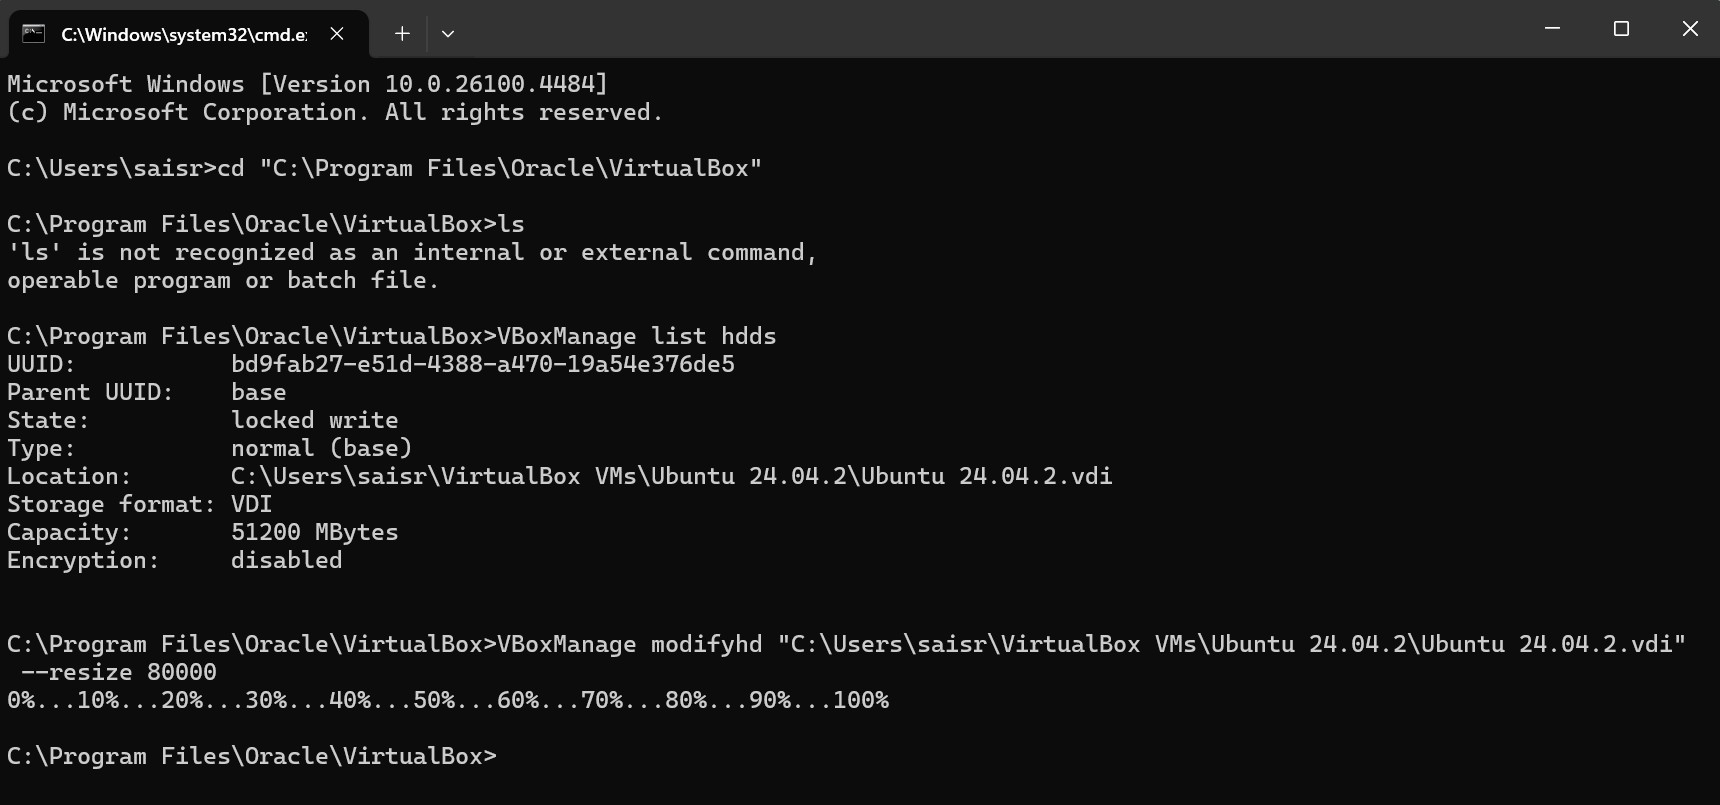 C:\Windows\system32\cmd.e
Microsoft Windows [Version 10.0.26100.4484]
(c) Microsoft Corporation. All rights reserved.
C:\Users\saisr>cd "C:\Program Files\Oracle\VirtualBox"
C:\Program Files\Oracle\VirtualBox>ls
'ls' is not recognized as an internal or external command,
operable program or batch file.
C:\Program Files\Oracle\VirtualBox>VBoxManage list hdds
UUID:           bd9fab27-e51d-4388-a470-19a54e376de5
Parent UUID:    base
State:          locked write
Type:           normal (base)
Location:       C:\Users\saisr\VirtualBox VMs\Ubuntu 24.04.2\Ubuntu 24.04.2.vdi
Storage format: VDI
Capacity:       51200 MBytes
Encryption:     disabled
C:\Program Files\Oracle\VirtualBox>VBoxManage modifyhd "C:\Users\saisr\VirtualBox VMs\Ubuntu 24.04.2\Ubuntu 24.04.2.vdi"
 --resize 80000
0%...10%...20%...30%...40%...50%...60%...70%...80%...90%...100%
C:\Program Files\Oracle\VirtualBox>